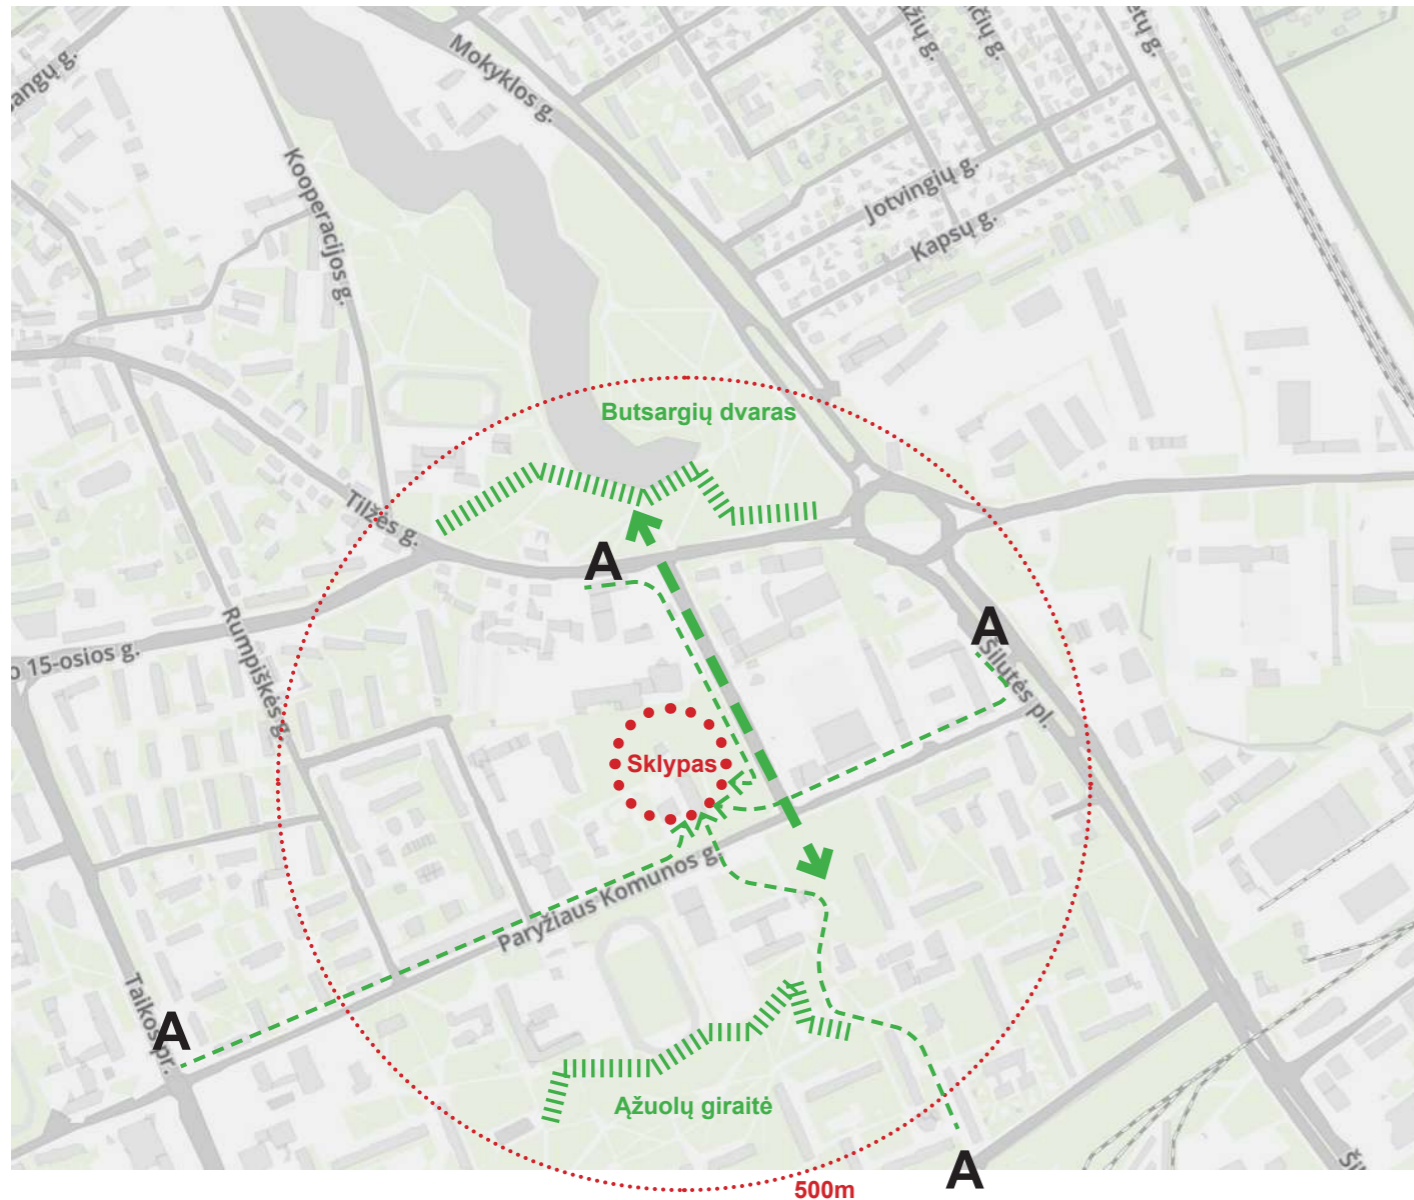 Mokyklos g.
Kooperacijos g.
Jotvingių g.
Kapsų g.
Butsargių dvaras
Tilžės g.
A
A
Šilutės pl.
o 15-osios g.
Rumpiškės g.
Sklypas
Paryžiaus Komunos g.
Taikos pr.
A
Ąžuolų giraitė
A
500m